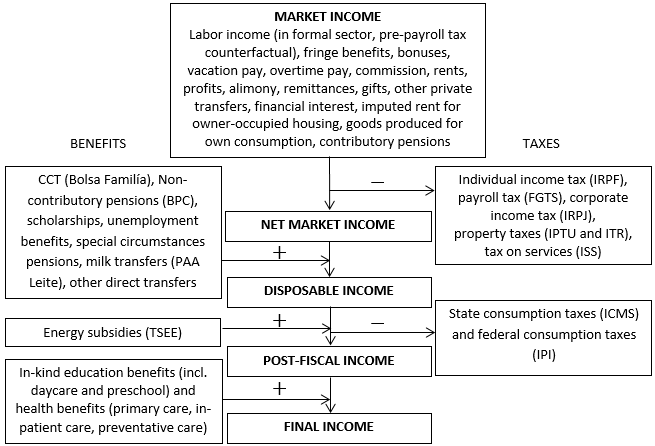 MARKET INCOME
Labor income (in formal sector, pre-payroll tax
counterfactual), fringe benefits, bonuses,
vacation pay, overtime pay, commission, rents,
profits, alimony, remittances, gifts, other private
transfers, financial interest, imputed rent for
owner-occupied housing, goods produced for
own consumption, contributory pensions
BENEFITS
TAXES
CCT (Bolsa Familía), Non-
contributory pensions (BPC),
scholarships, unemployment
benefits, special circumstances
pensions, milk transfers (PAA
Leite), other direct transfers
−
Individual income tax (IRPF),
payroll tax (FGTS), corporate
income tax (IRPJ),
property taxes (IPTU and ITR),
tax on services (ISS)
NET MARKET INCOME
+
DISPOSABLE INCOME
Energy subsidies (TSEE)
+
−
State consumption taxes (ICMS)
and federal consumption taxes
(IPI)
POST-FISCAL INCOME
In-kind education benefits (incl.
daycare and preschool) and
health benefits (primary care, in-
patient care, preventative care)
+
FINAL INCOME